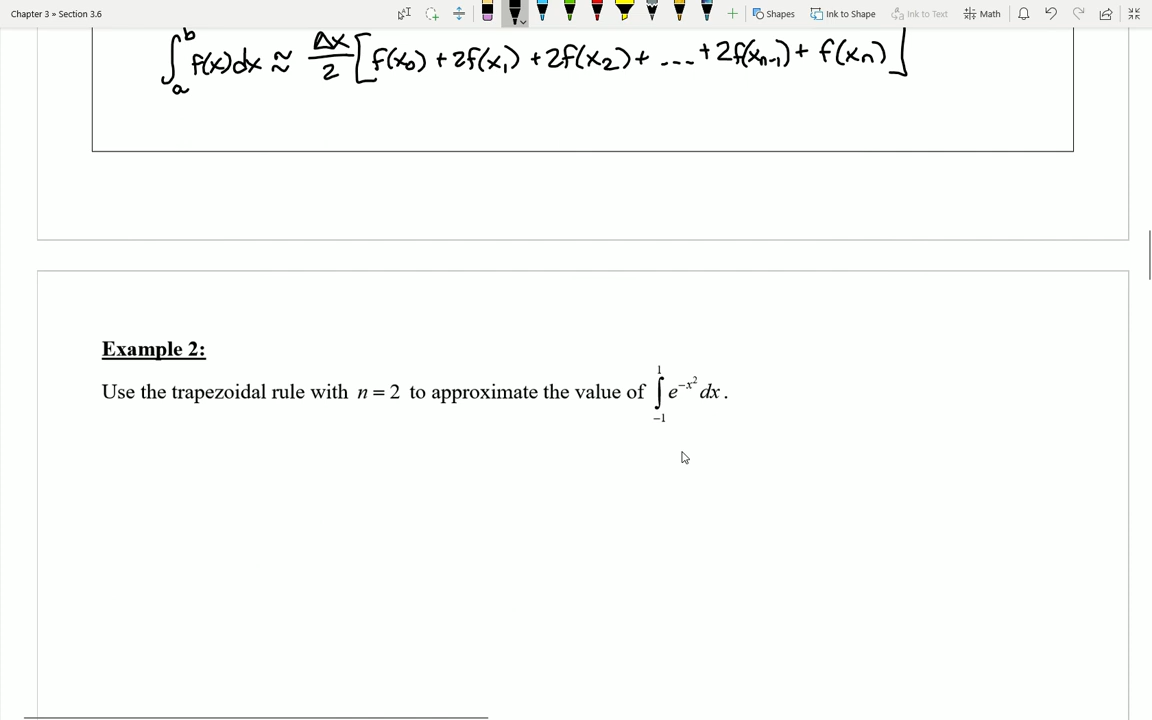 Chapter 3 » Section 3.6
Shapes Ink to Shape Ink to Text Math
∫_a^b f(x)dx ≈ Δx/2 [f(x₀) + 2f(x₁) + 2f(x₂) + .... + 2f(xₙ₋₁) + f(xₙ)]
Example 2:
Use the trapezoidal rule with n = 2 to approximate the value of ∫_{-1}^{1} e^{-x²} dx.